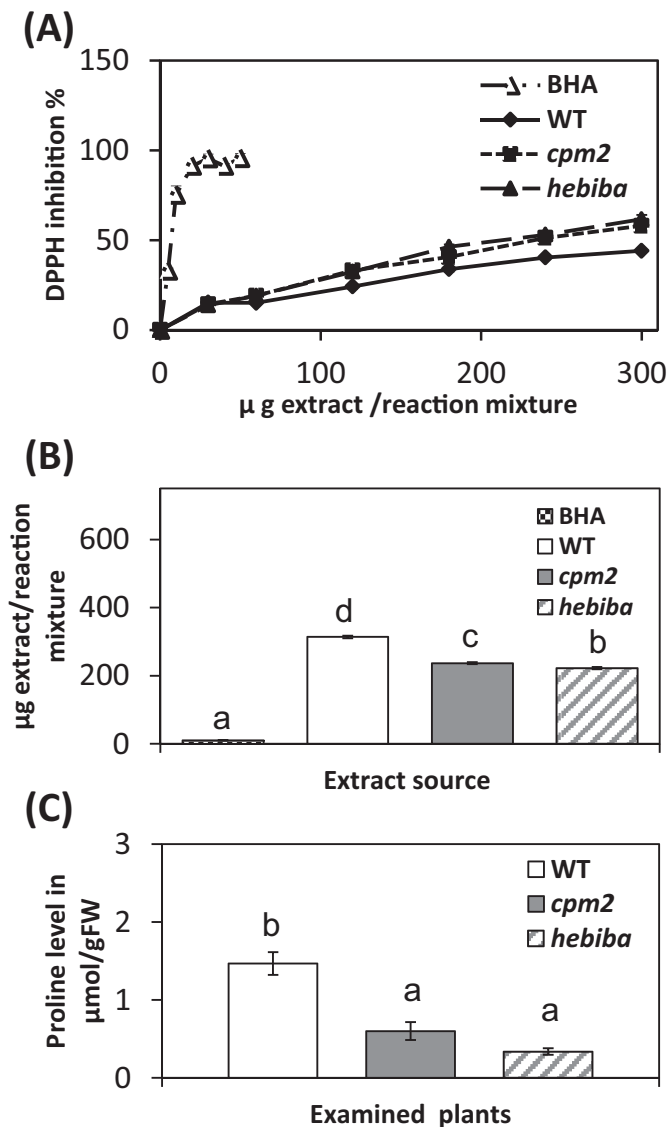 (A)
150
100
50
0
DPPH inhibition %
BHA
WT
cpm2
hebiba
0 100 200 300
µ g extract /reaction mixture
(B)
600
400
200
0
µg extract/reaction
mixture
BHA
WT
cpm2
hebiba
a
d
c
b
Extract source
(C)
3
2
1
0
Proline level in
µmol/gFW
WT
cpm2
hebiba
b
a
a
Examined plants